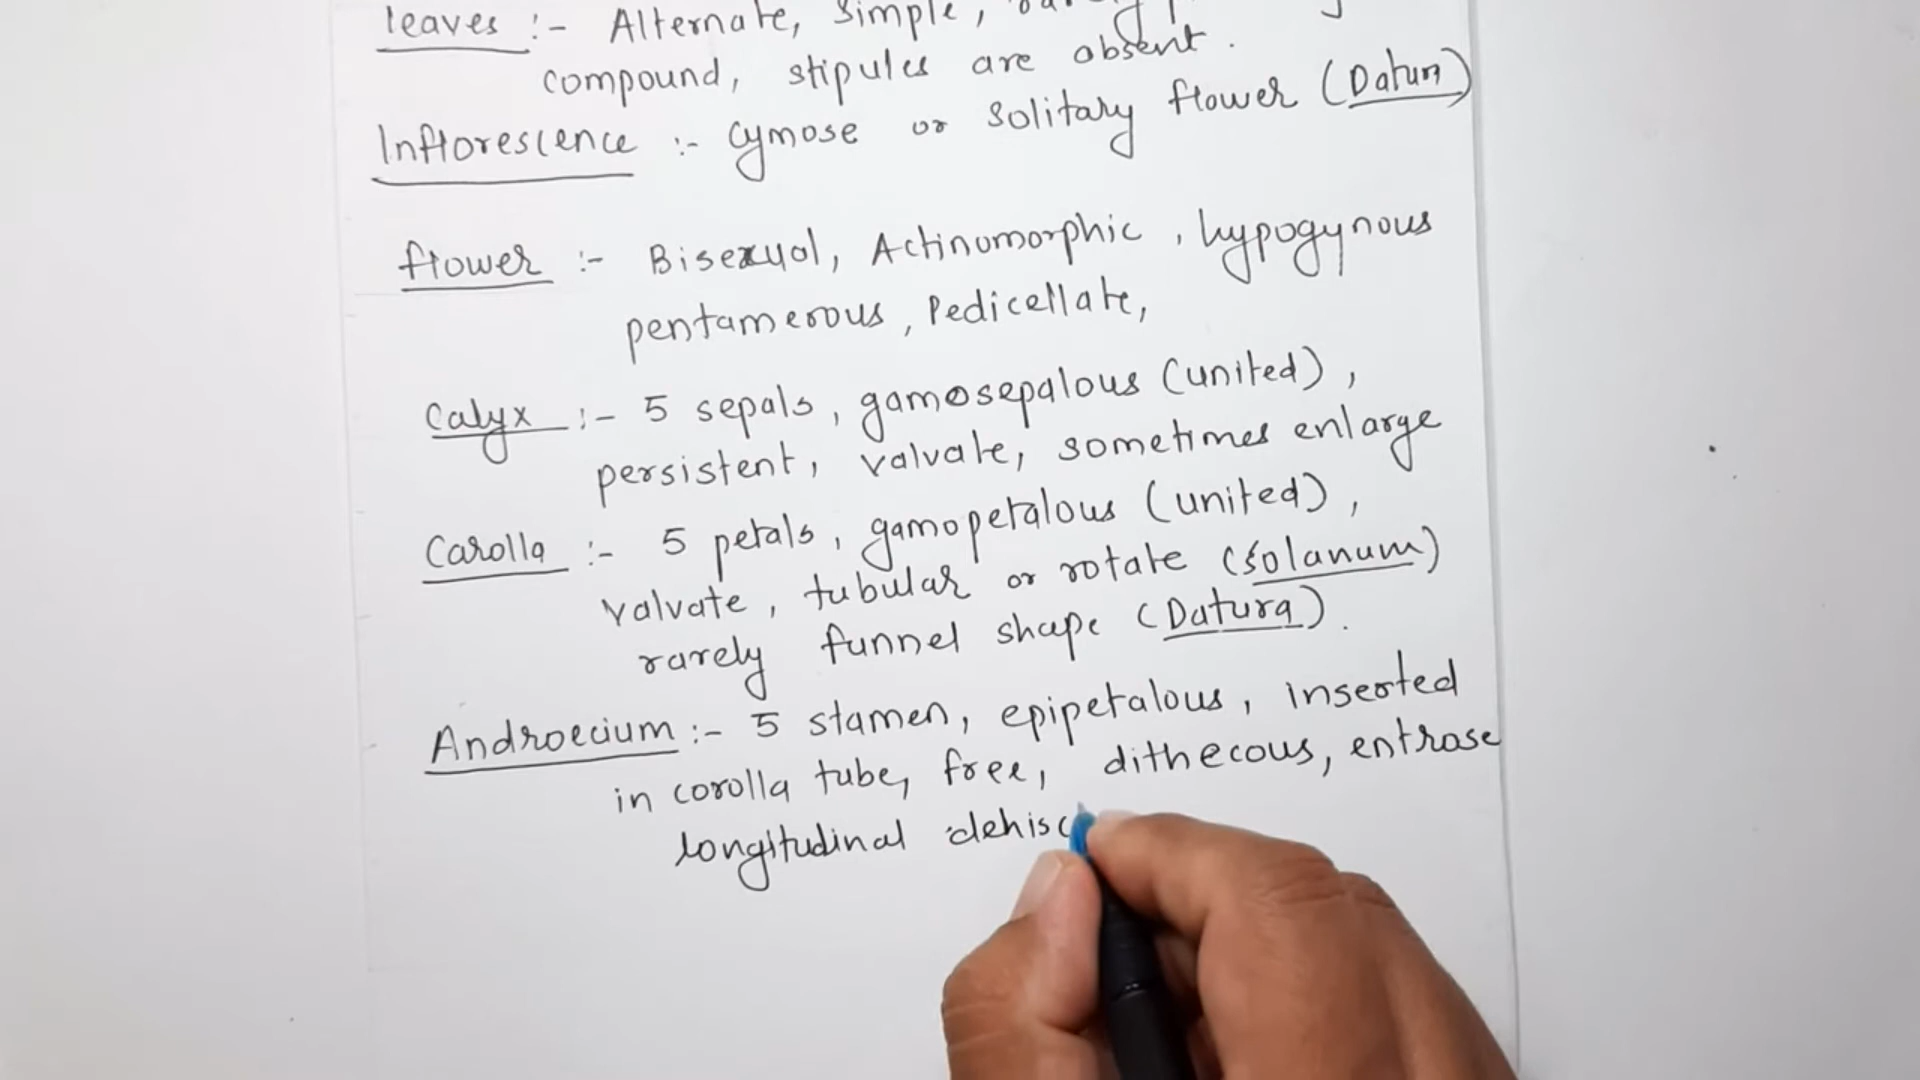 leaves :- Alternate, Simple,
compound, stipules are absent.
Inflorescence :- Cymose or Solitary flower (Datura)
flower :- Bisexual, Actinomorphic, hypogynous
pentamerous, Pedicellate,
Calyx :- 5 sepals, gamosepalous (united),
persistent, valvate, sometimes enlarge
Carolla :- 5 petals, gamopetalous (united),
valvate, tubular or rotate (Solanum)
rarely funnel shape (Datura).
Androecium :- 5 stamen, epipetalous, inserted
in corolla tube, free, dithecous, entrose
longitudinal dehisc